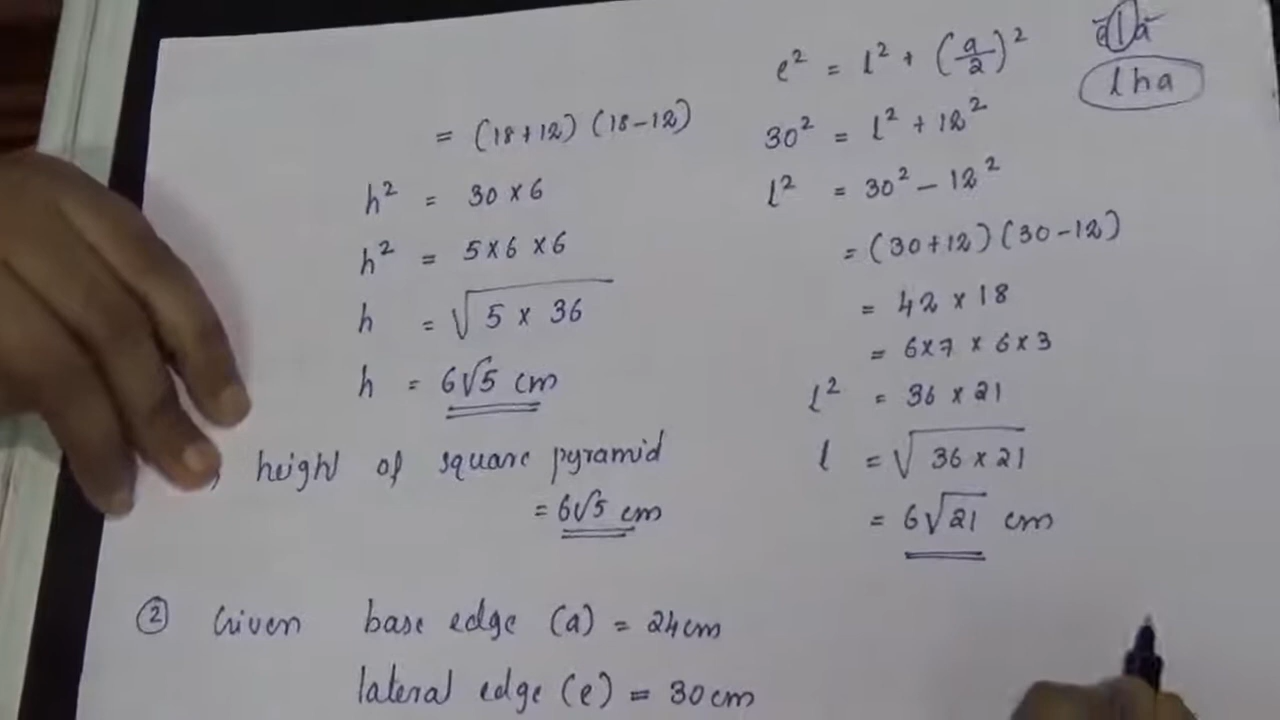 = (18+12) (18-12)
h² = 30 × 6
h² = 5×6 ×6
h = √5 × 36
h = 6√5 cm
height of square pyramid
= 6√5 cm
② Given base edge (a) = 24cm
lateral edge (e) = 30cm
e² = l² + (a/2)²
30² = l² + 12²
l² = 30² - 12²
= (30+12) (30-12)
= 42 × 18
= 6×7 × 6×3
l² = 36 × 21
l = √36 × 21
= 6√21 cm
lha